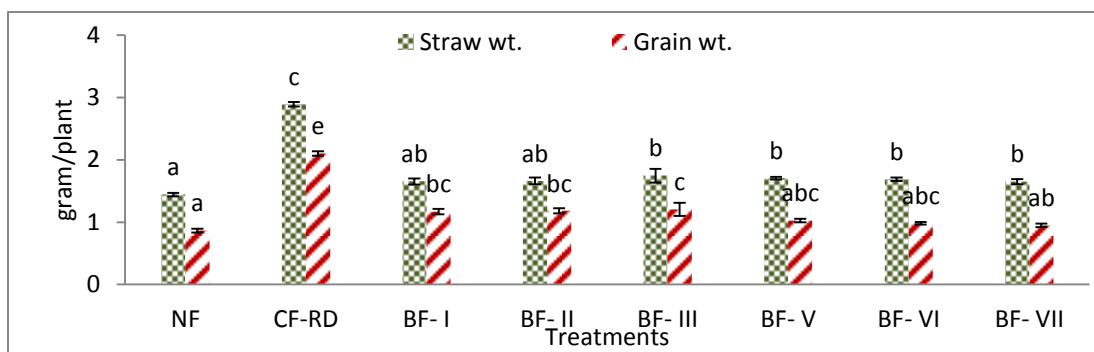 4
Straw wt.
Grain wt.
3
2
1
0
gram/plant
c
e
a
a
ab
bc
ab
bc
b
c
b
abc
b
abc
b
ab
NF
CF-RD
BF- I
BF- II
BF- III
BF- V
BF- VI
BF- VII
Treatments